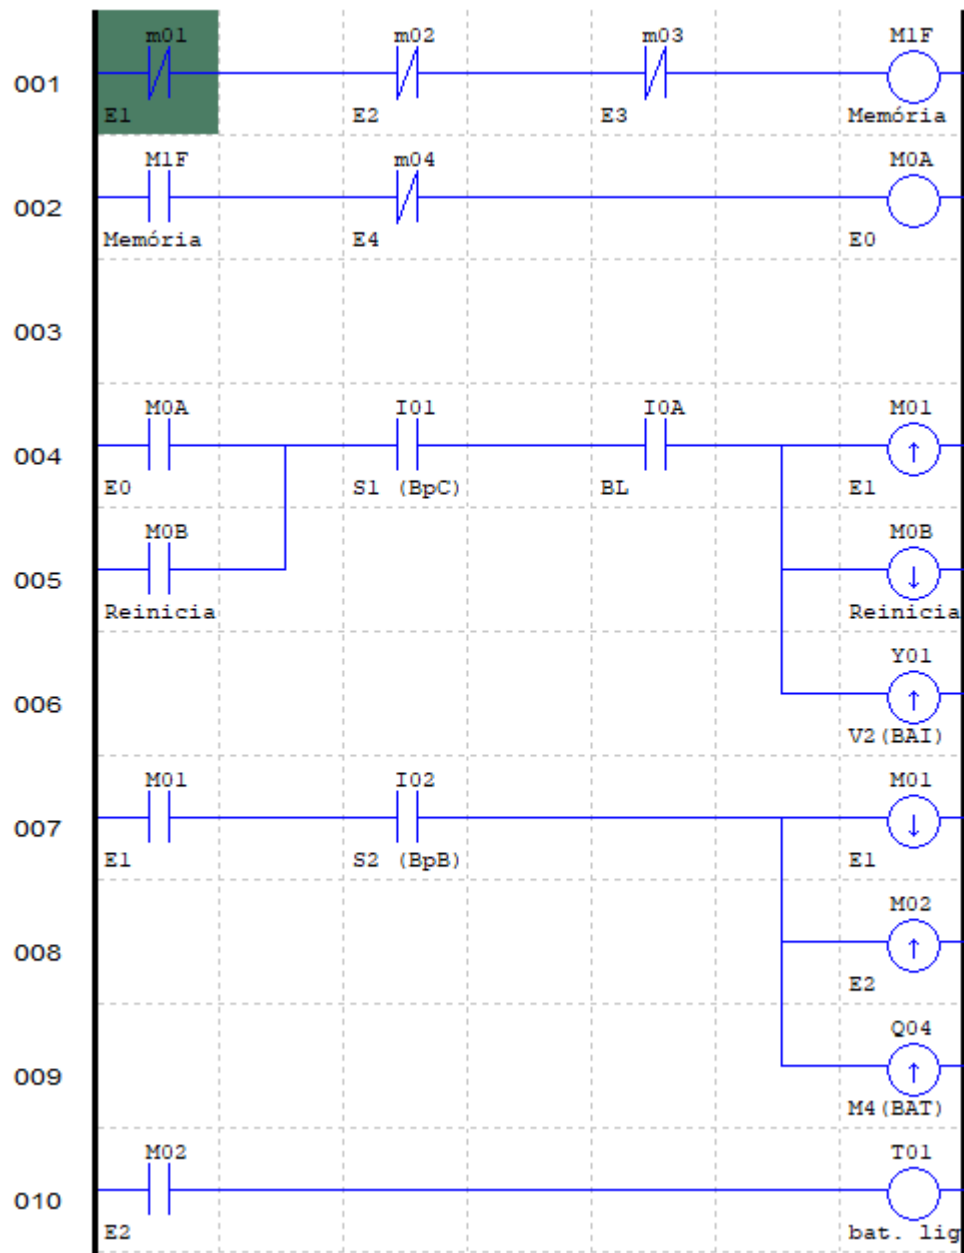 m01 m02 m03 M1F
001
E1 E2 E3 Memória
M1F m04 M0A
002
Memória E4 E0
003
M0A I01 I0A M01
004
E0 S1 (BpC) BL E1
M0B M0B
005
Reinicia Reinicia
Y01
006
V2(BAI)
M01 I02 M01
007
E1 S2 (BpB) E1
M02
008
E2
Q04
009
M4(BAT)
M02 T01
010
E2 bat. lig